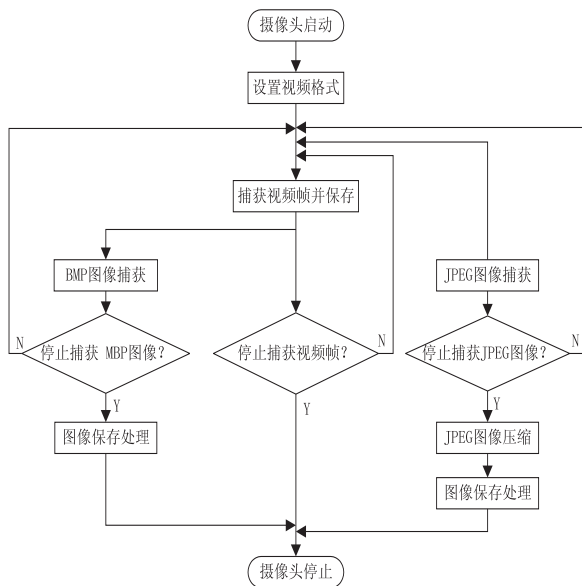 摄像头启动
设置视频格式
捕获视频帧并保存
BMP图像捕获
JPEG图像捕获
停止捕获 MBP图像？
N
停止捕获视频帧？
N
停止捕获JPEG图像？
N
Y
Y
Y
图像保存处理
JPEG图像压缩
图像保存处理
摄像头停止